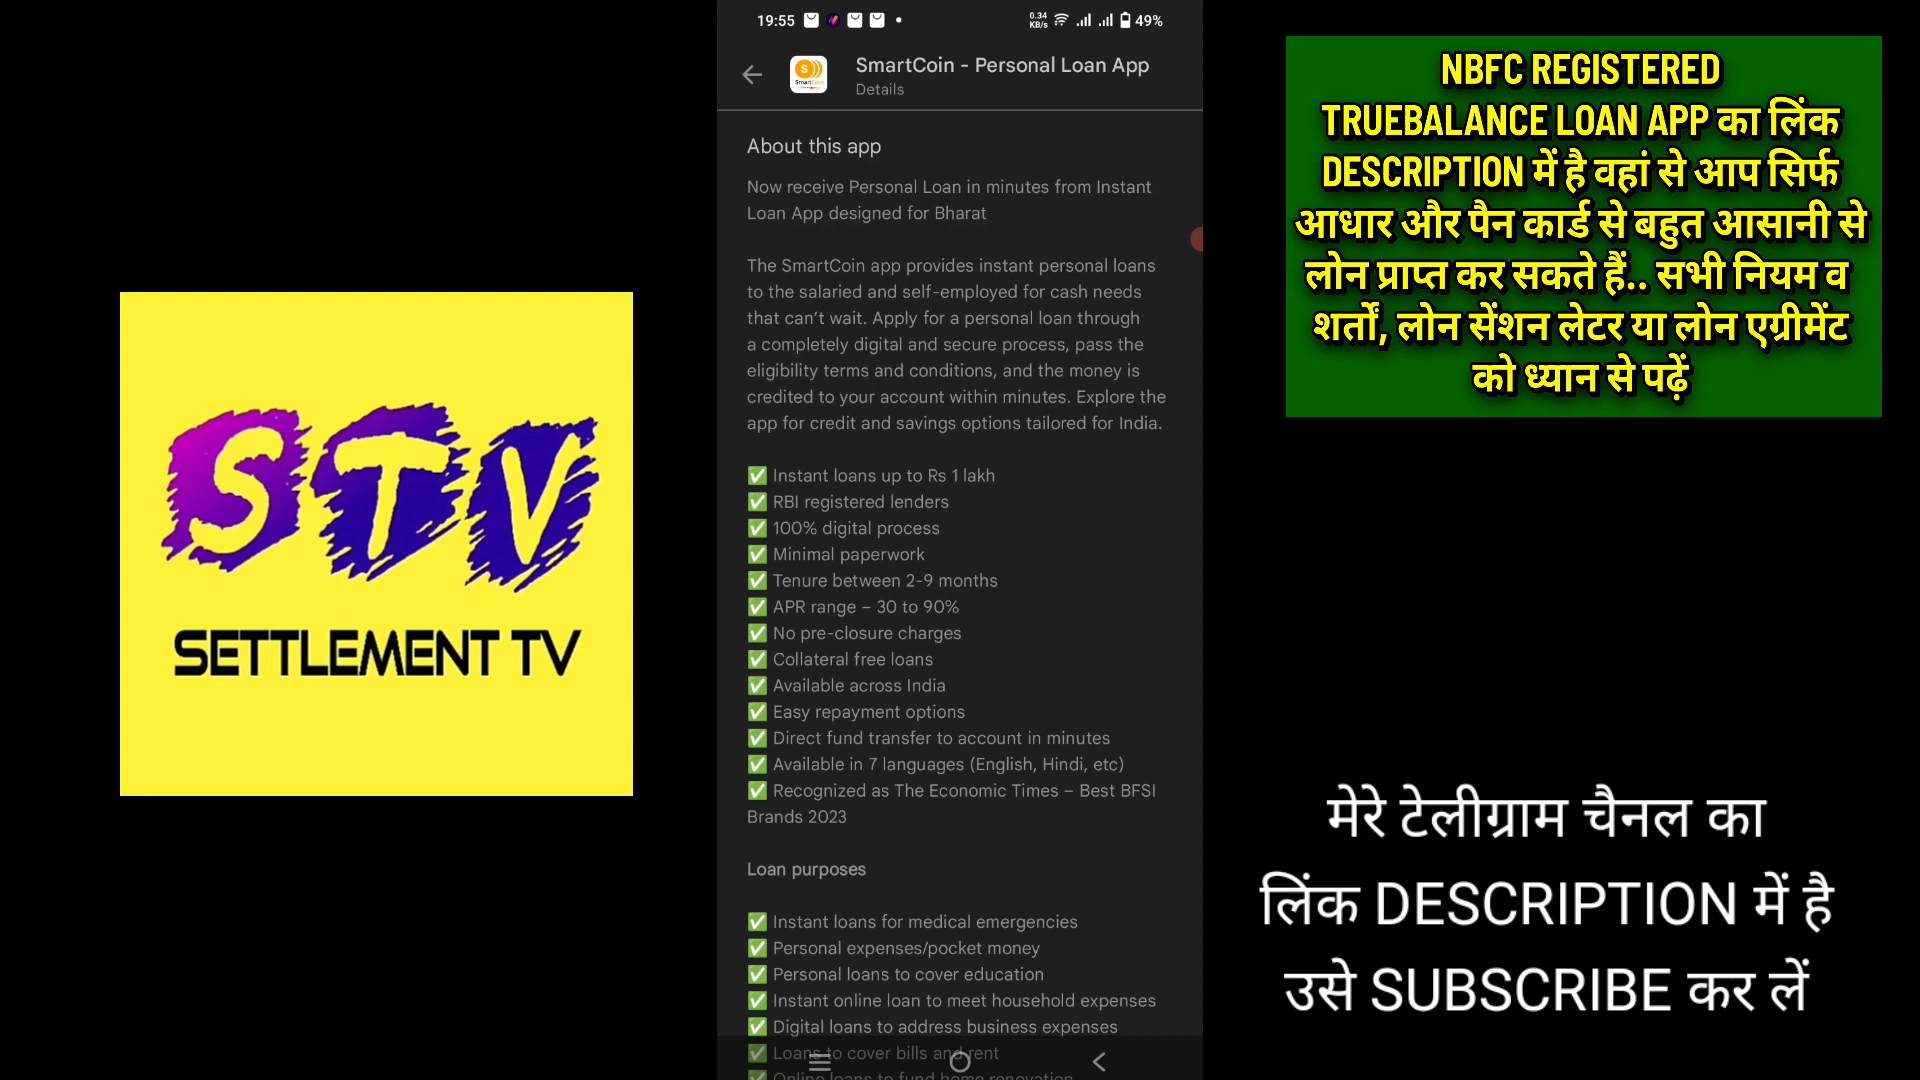 19:55
0.34 KB/s
49%
SmartCoin - Personal Loan App
Details
About this app
Now receive Personal Loan in minutes from Instant
Loan App designed for Bharat
The SmartCoin app provides instant personal loans
to the salaried and self-employed for cash needs
that can’t wait. Apply for a personal loan through
a completely digital and secure process, pass the
eligibility terms and conditions, and the money is
credited to your account within minutes. Explore the
app for credit and savings options tailored for India.
✅ Instant loans up to Rs 1 lakh
✅ RBI registered lenders
✅ 100% digital process
✅ Minimal paperwork
✅ Tenure between 2-9 months
✅ APR range – 30 to 90%
✅ No pre-closure charges
✅ Collateral free loans
✅ Available across India
✅ Easy repayment options
✅ Direct fund transfer to account in minutes
✅ Available in 7 languages (English, Hindi, etc)
✅ Recognized as The Economic Times – Best BFSI
Brands 2023
Loan purposes
✅ Instant loans for medical emergencies
✅ Personal expenses/pocket money
✅ Personal loans to cover education
✅ Instant online loan to meet household expenses
✅ Digital loans to address business expenses
✅ Loans to cover bills and rent
✅ Online loans to fund home renovation
STV
SETTLEMENT TV
NBFC REGISTERED
TRUEBALANCE LOAN APP का लिंक
DESCRIPTION में है वहां से आप सिर्फ
आधार और पैन कार्ड से बहुत आसानी से
लोन प्राप्त कर सकते हैं.. सभी नियम व
शर्तों, लोन सेंशन लेटर या लोन एग्रीमेंट
को ध्यान से पढ़ें
मेरे टेलीग्राम चैनल का
लिंक DESCRIPTION में है
उसे SUBSCRIBE कर लें